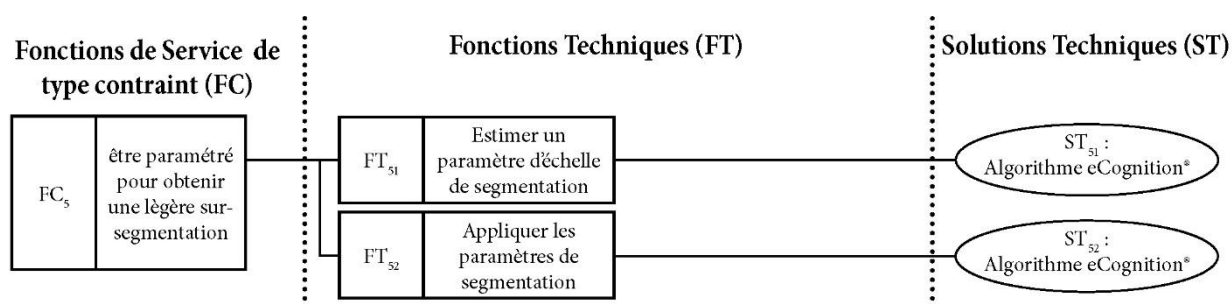 Fonctions de Service de
type contraint (FC)
Fonctions Techniques (FT)
Solutions Techniques (ST)
FC5
être paramétré
pour obtenir
une lègère sur-
segmentation
FT51
Estimer un
paramètre d'échelle
de segmentation
ST51 :
Algorithme eCognition®
FT52
Appliquer les
paramètres de
segmentation
ST52 :
Algorithme eCognition®